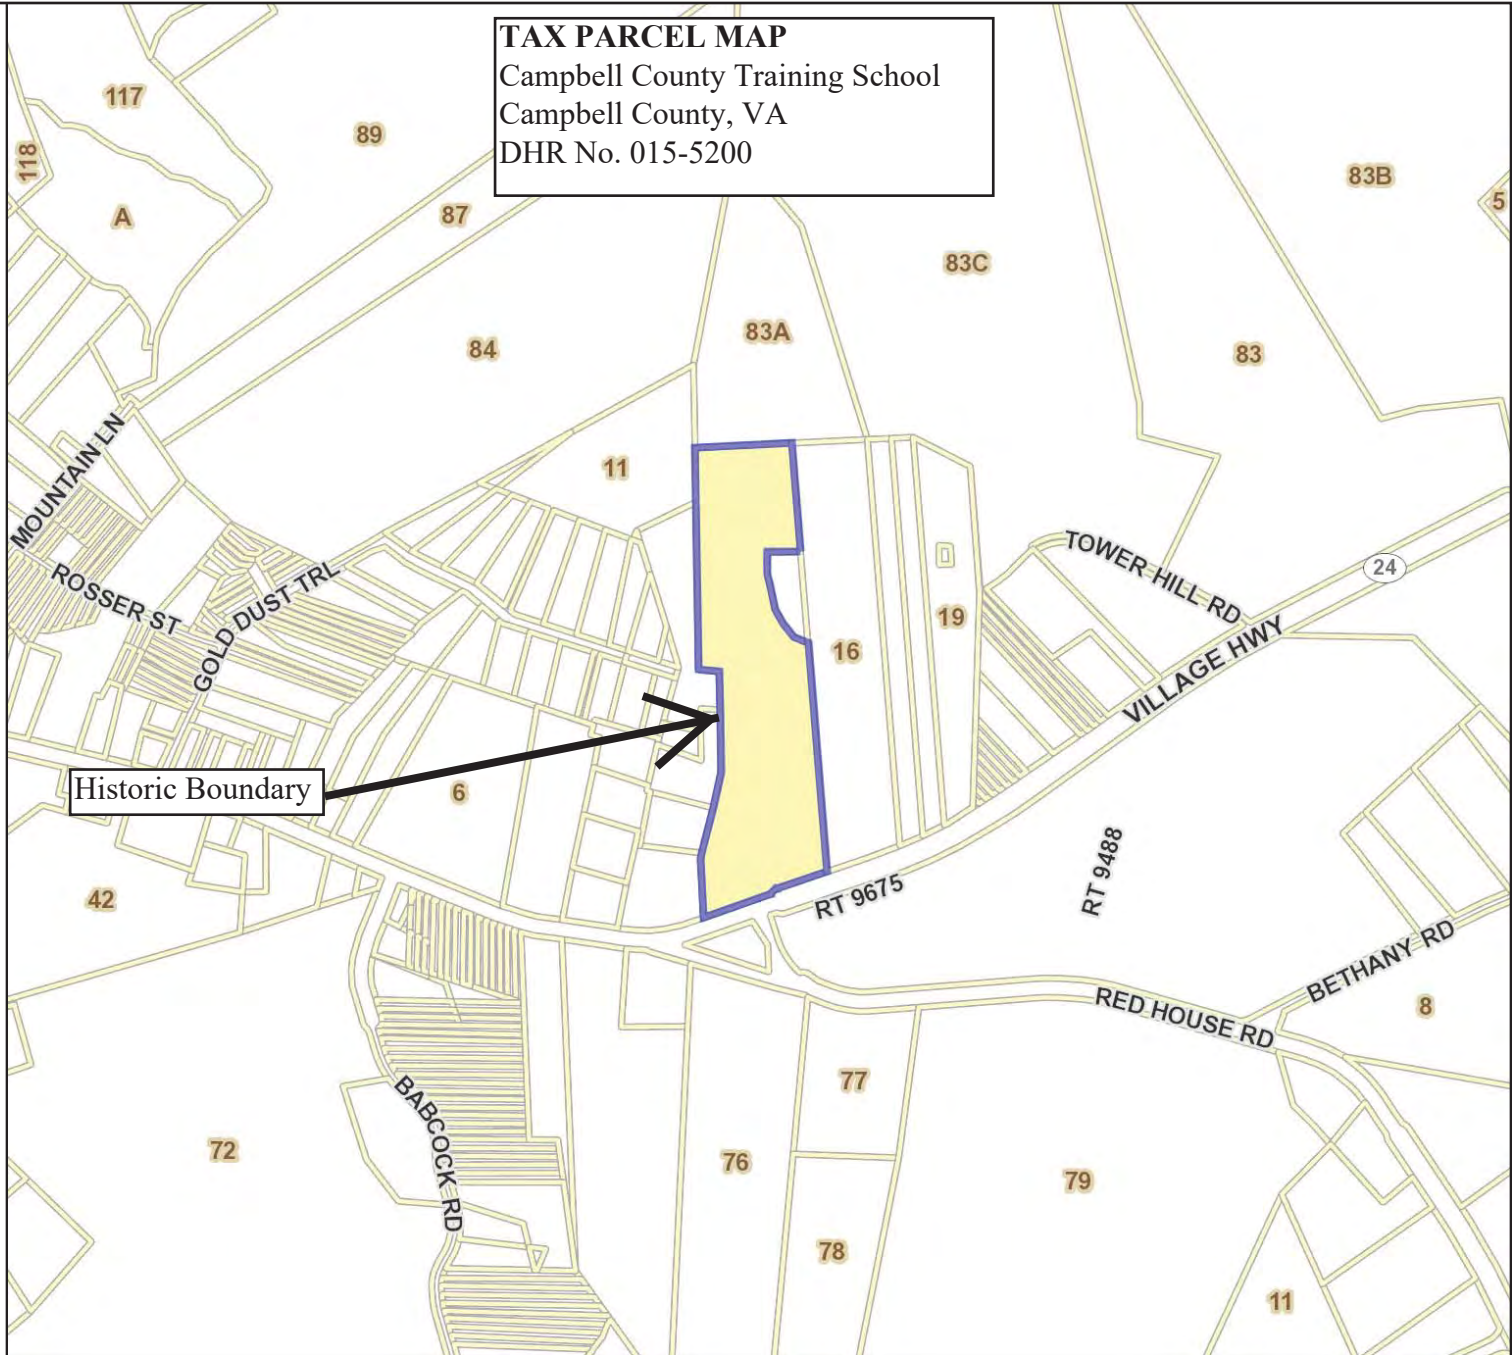 TAX PARCEL MAP
Campbell County Training School
Campbell County, VA
DHR No. 015-5200
117
89
118
83B
5
A
87
83C
84
83A
83
MOUNTAIN LN
11
TOWER HILL RD
24
ROSSER ST
GOLD DUST TRL
19
16
VILLAGE HWY
Historic Boundary
6
RT 9488
42
RT 9675
BETHANY RD
RED HOUSE RD
8
77
BABCOCK RD
72
76
79
78
11